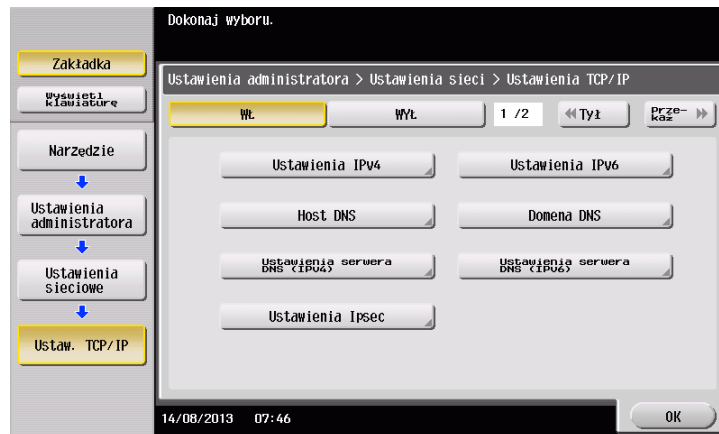 Dokonaj wyboru.
Zakładka
Wyświetl
klawiaturę
Ustawienia administratora > Ustawienia sieci > Ustawienia TCP/IP
WŁ
WYŁ
1 /2
Tył
Prze-
każ
Narzędzie
Ustawienia IPv4
Ustawienia IPv6
Ustawienia
administratora
Host DNS
Domena DNS
Ustawienia
sieciowe
Ustawienia serwera
DNS (IPv4)
Ustawienia serwera
DNS (IPv6)
Ustaw. TCP/IP
Ustawienia Ipsec
14/08/2013 07:46
OK